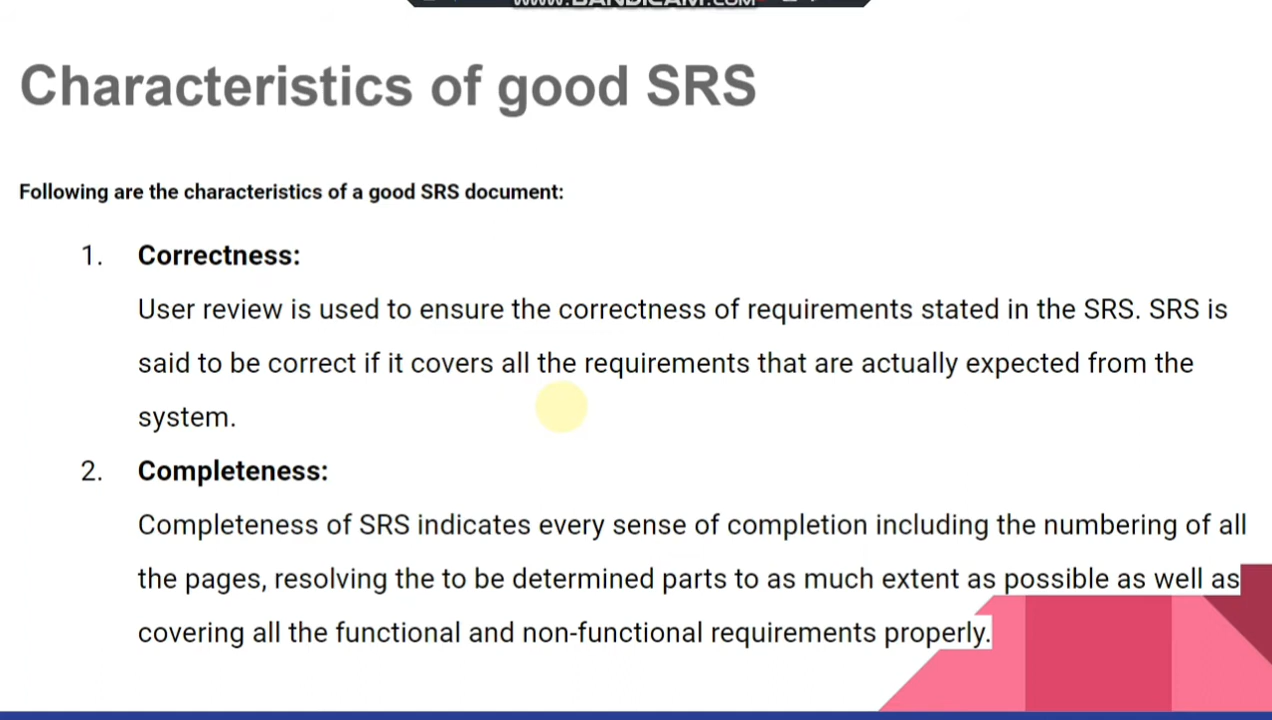 www.BANDICAM.COM
Characteristics of good SRS
Following are the characteristics of a good SRS document:
1. Correctness:
User review is used to ensure the correctness of requirements stated in the SRS. SRS is
said to be correct if it covers all the requirements that are actually expected from the
system.
2. Completeness:
Completeness of SRS indicates every sense of completion including the numbering of all
the pages, resolving the to be determined parts to as much extent as possible as well as
covering all the functional and non-functional requirements properly.